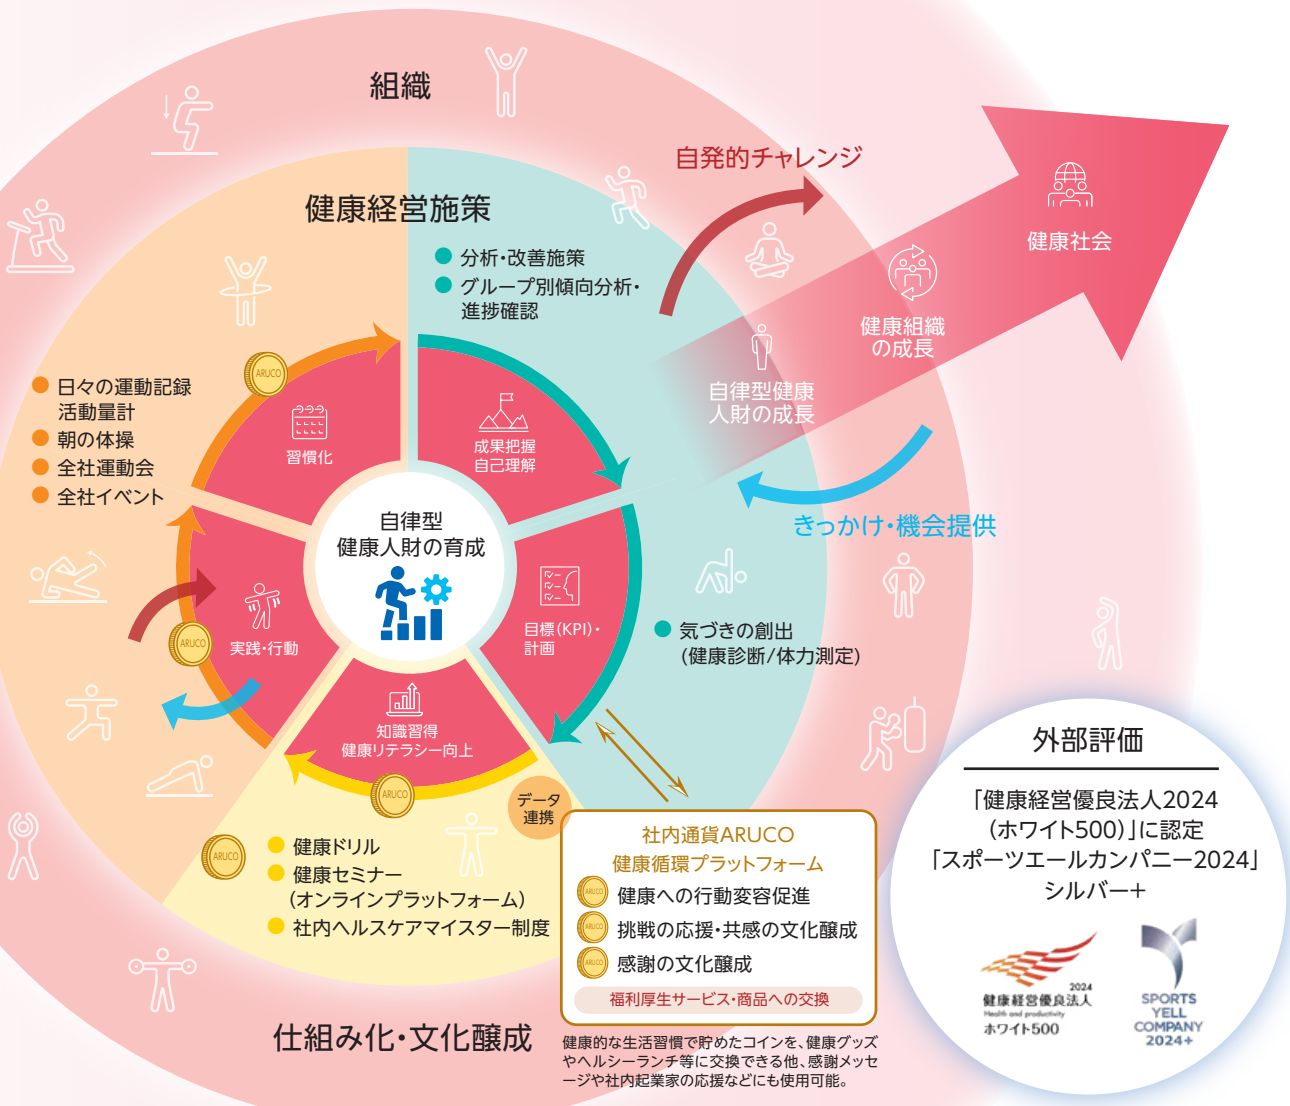 組織
健康経営施策
分析・改善施策
グループ別傾向分析・
進捗確認
自発的チャレンジ
健康社会
健康組織
の成長
自律型健康
人財の成長
きっかけ・機会提供
日々の運動記録
活動量計
朝の体操
全社運動会
全社イベント
ARUCO
習慣化
成果把握
自己理解
自律型
健康人財の育成
目標(KPI)・
計画
気づきの創出
(健康診断/体力測定)
実践・行動
ARUCO
知識習得
健康リテラシー向上
ARUCO
データ
連携
ARUCO
健康ドリル
健康セミナー
(オンラインプラットフォーム)
社内ヘルスケアマイスター制度
仕組み化・文化醸成
社内通貨ARUCO
健康循環プラットフォーム
ARUCO
健康への行動変容促進
ARUCO
挑戦の応援・共感の文化醸成
ARUCO
感謝の文化醸成
福利厚生サービス・商品への交換
健康的な生活習慣で貯めたコインを、健康グッズ
やヘルシーランチ等に交換できる他、感謝メッセ
ージや社内起業家の応援などにも使用可能。
外部評価
「健康経営優良法人2024
(ホワイト500)」に認定
「スポーツエールカンパニー2024」
シルバー+
2024
健康経営優良法人
Health and productivity
ホワイト500
SPORTS
YELL
COMPANY
2024+